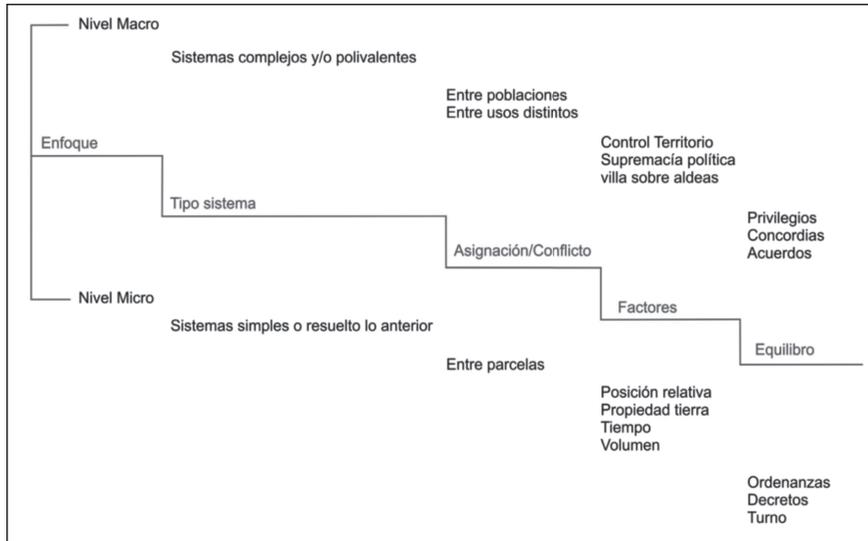 Nivel Macro
Sistemas complejos y/o polivalentes
Entre poblaciones
Entre usos distintos
Enfoque
Control Territorio
Supremacía política
villa sobre aldeas
Tipo sistema
Privilegios
Concordias
Acuerdos
Asignación/Conflicto
Nivel Micro
Factores
Sistemas simples o resuelto lo anterior
Equilibro
Entre parcelas
Posición relativa
Propiedad tierra
Tiempo
Volumen
Ordenanzas
Decretos
Turno